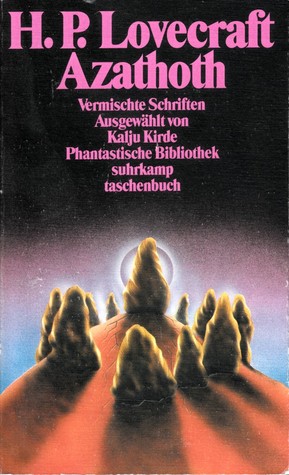 H. P. Lovecraft
Azathoth
Vermischte Schriften
Ausgewählt von
Kalju Kirde
Phantastische Bibliothek
suhrkamp
taschenbuch